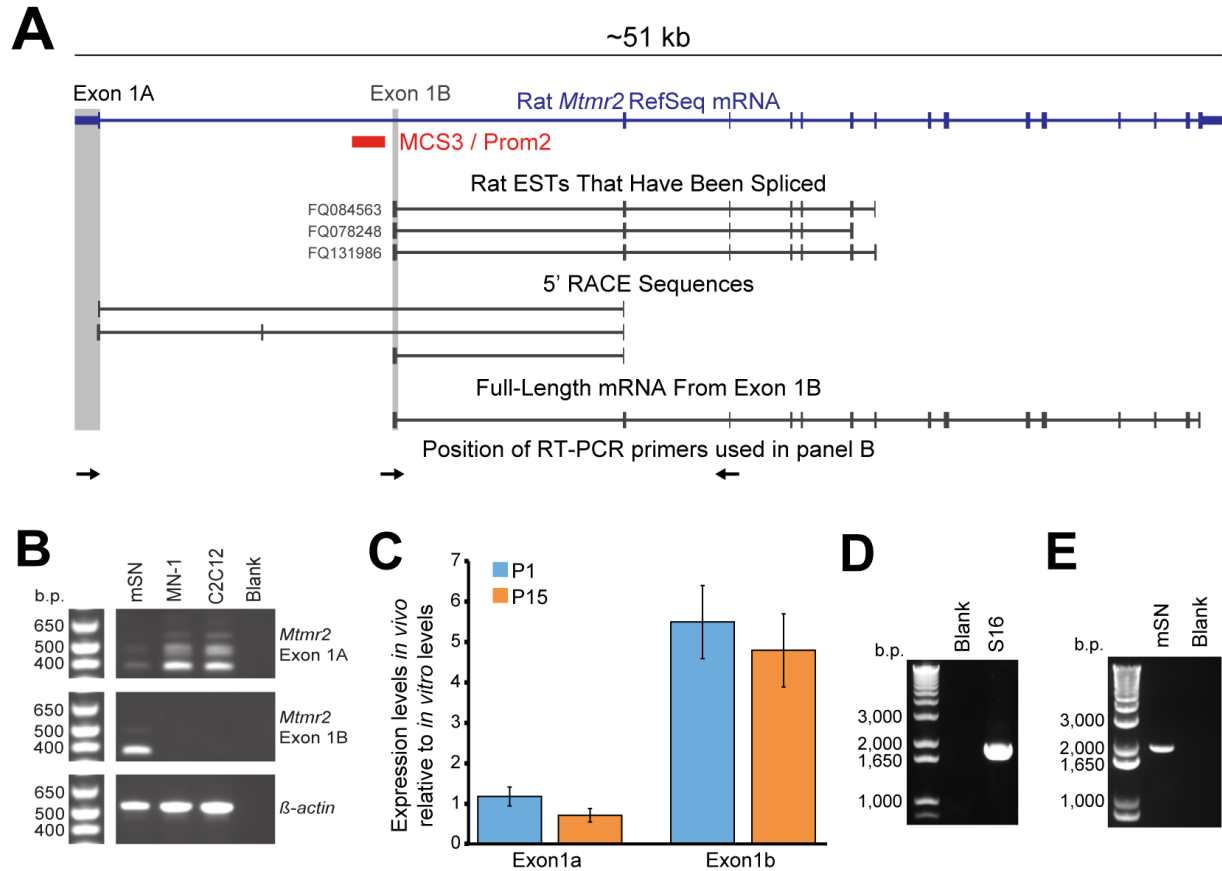 A
~51 kb
Exon 1A
Exon 1B
Rat Mtmr2 RefSeq mRNA
MCS3 / Prom2
Rat ESTs That Have Been Spliced
FQ084563
FQ078248
FQ131986
5' RACE Sequences
Full-Length mRNA From Exon 1B
Position of RT-PCR primers used in panel B
B
b.p.
mSN
MN-1
C2C12
Blank
650
500
400
Mtmr2
Exon 1A
650
500
400
Mtmr2
Exon 1B
650
500
400
ß-actin
C
Expression levels in vivo
relative to in vitro levels
7
6
5
4
3
2
1
0
P1
P15
Exon1a
Exon1b
D
b.p.
Blank
S16
3,000
2,000
1,650
1,000
E
b.p.
mSN
Blank
3,000
2,000
1,650
1,000